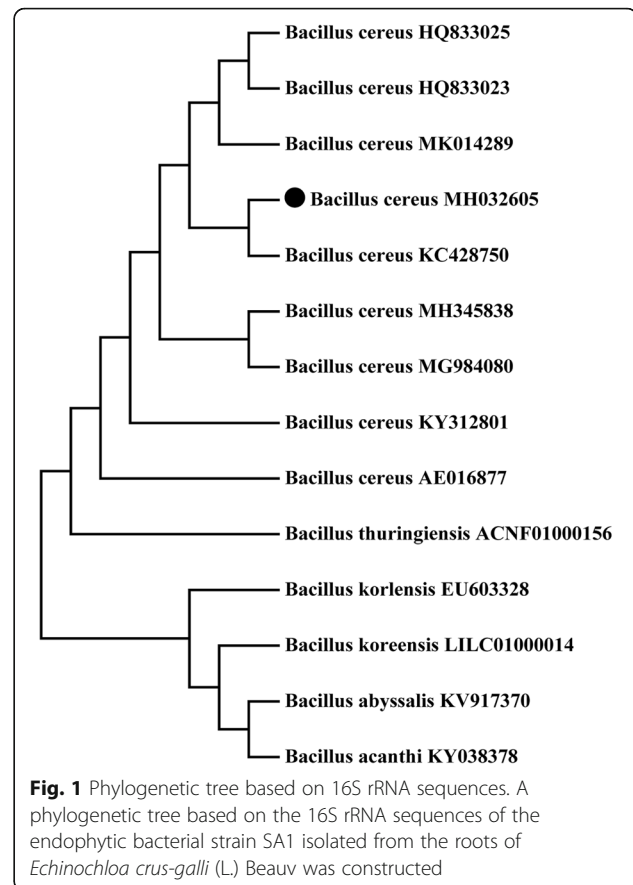 Bacillus cereus HQ833025
Bacillus cereus HQ833023
Bacillus cereus MK014289
Bacillus cereus MH032605
Bacillus cereus KC428750
Bacillus cereus MH345838
Bacillus cereus MG984080
Bacillus cereus KY312801
Bacillus cereus AE016877
Bacillus thuringiensis ACNF01000156
Bacillus korlensis EU603328
Bacillus koreensis LILC01000014
Bacillus abyssalis KV917370
Bacillus acanthi KY038378
Fig. 1 Phylogenetic tree based on 16S rRNA sequences. A
phylogenetic tree based on the 16S rRNA sequences of the
endophytic bacterial strain SA1 isolated from the roots of
Echinochloa crus-galli (L.) Beauv was constructed